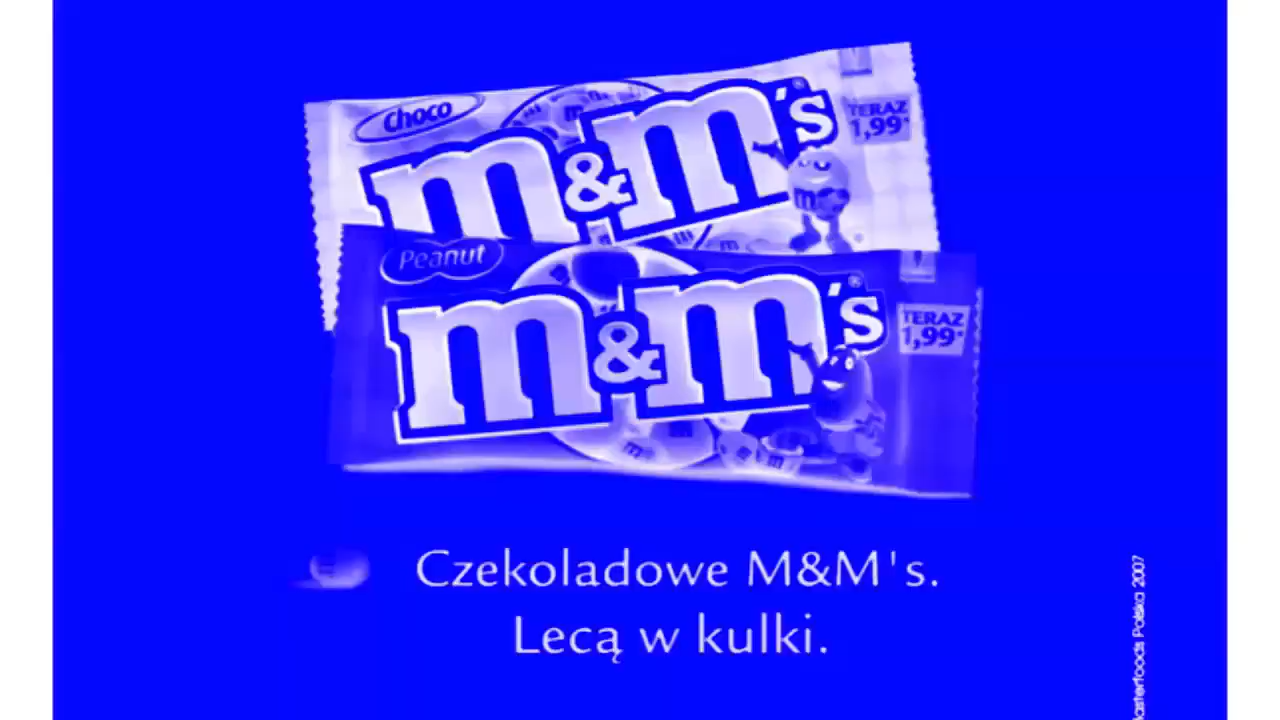 Choco
m&m's®
TERAZ
1,99*
Peanut
m&m's®
TERAZ
1,99*
Czekoladowe M&M's.
Lecą w kulki.
Masterfoods Polska 2007